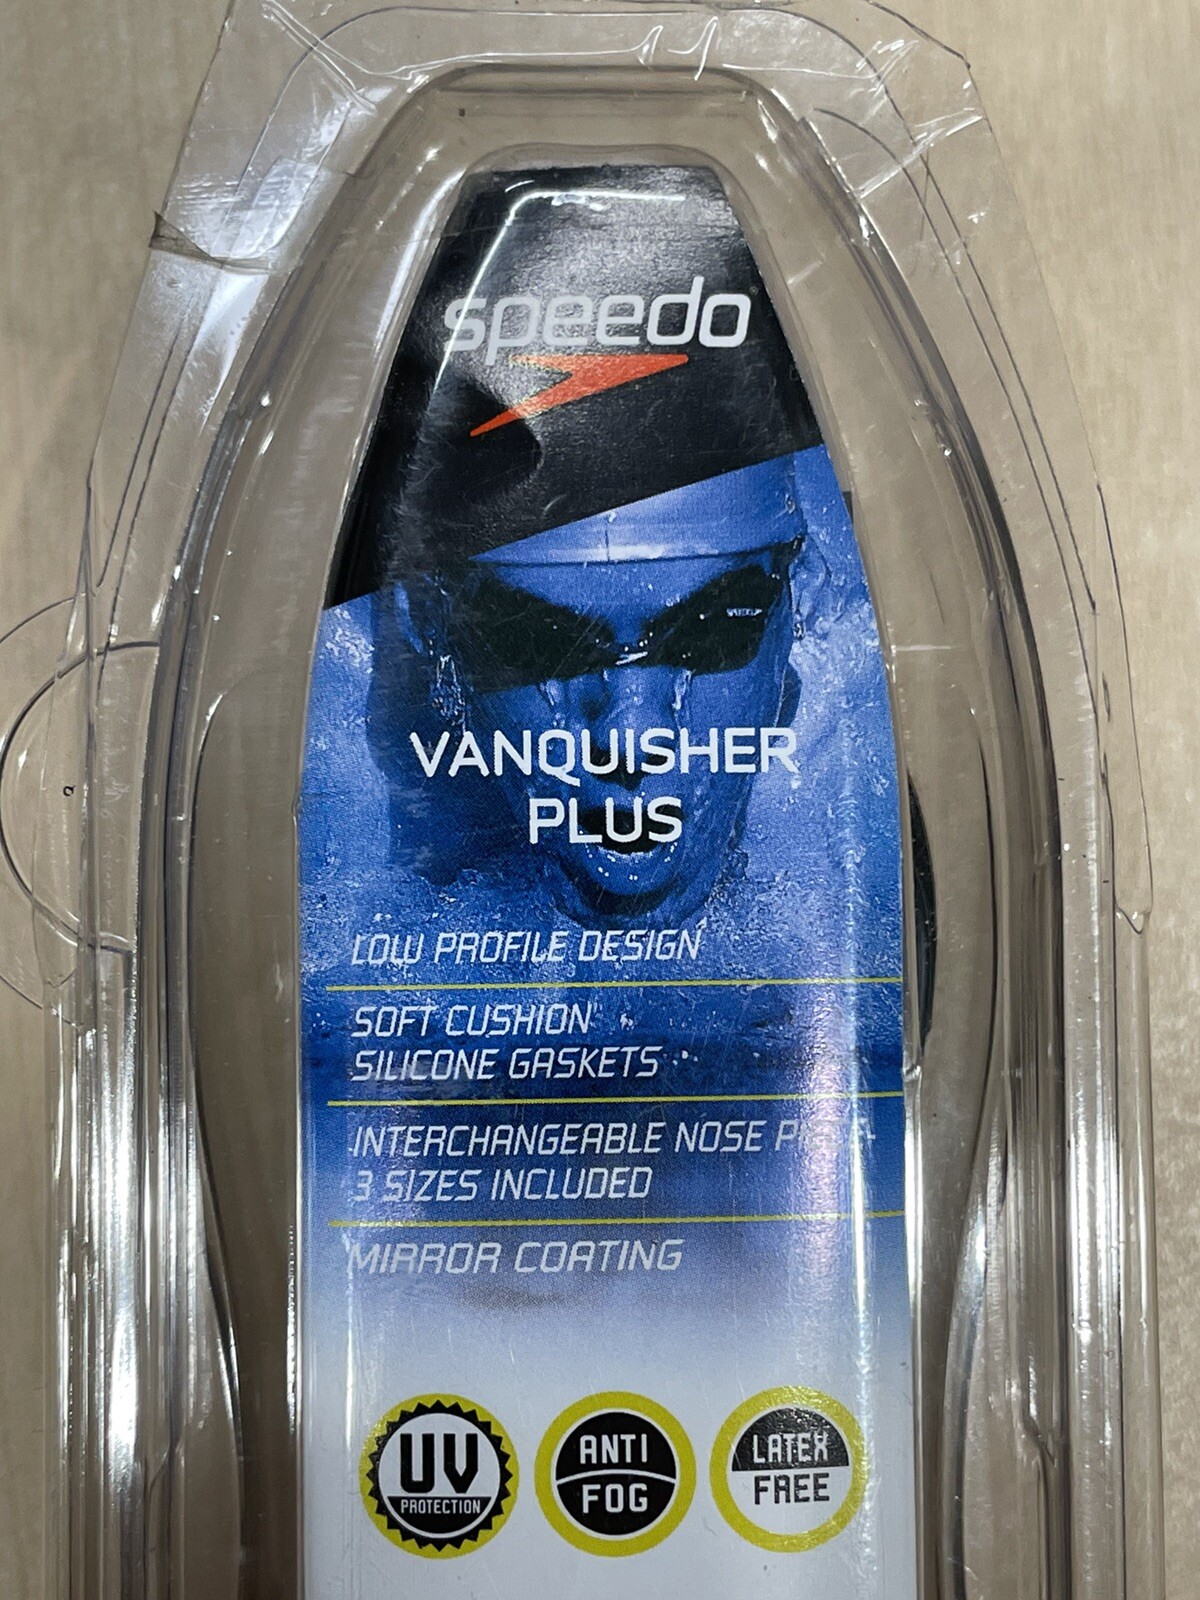 speedo
VANQUISHER
PLUS
LOW PROFILE DESIGN
SOFT CUSHION
SILICONE GASKETS
INTERCHANGEABLE NOSE
3 SIZES INCLUDED
MIRROR COATING
UV
PROTECTION
ANTI
FOG
LATEX
FREE